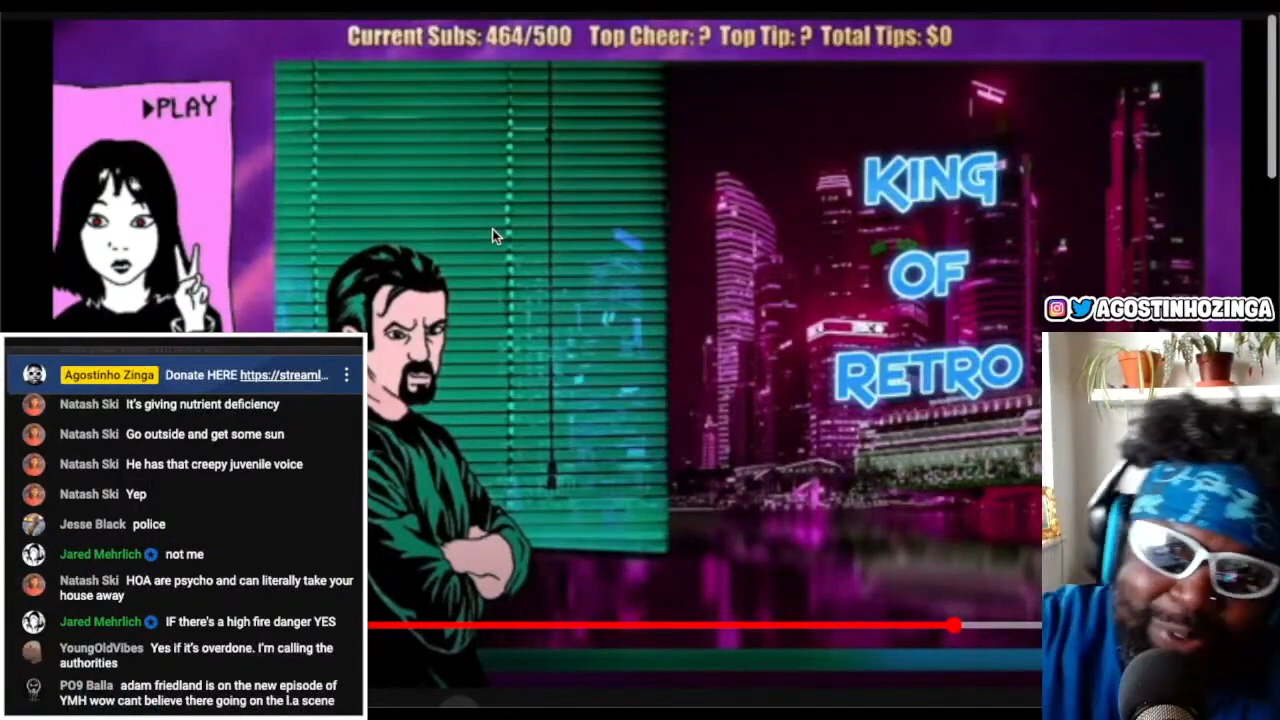 Current Subs: 464/500 Top Cheer: ? Top Tip: ? Total Tips: $0
PLAY
KING
OF
RETRO
AGOSTINHOZINGA
Agostinho Zinga Donate HERE https://streaml...
Natash Ski It's giving nutrient deficiency
Natash Ski Go outside and get some sun
Natash Ski He has that creepy juvenile voice
Natash Ski Yep
Jesse Black police
Jared Mehrlich not me
Natash Ski HOA are psycho and can literally take your
house away
Jared Mehrlich IF there's a high fire danger YES
YoungOldVibes Yes if it's overdone. I'm calling the
authorities
PO9 Balla adam friedland is on the new episode of
YMH wow cant believe there going on the l.a scene